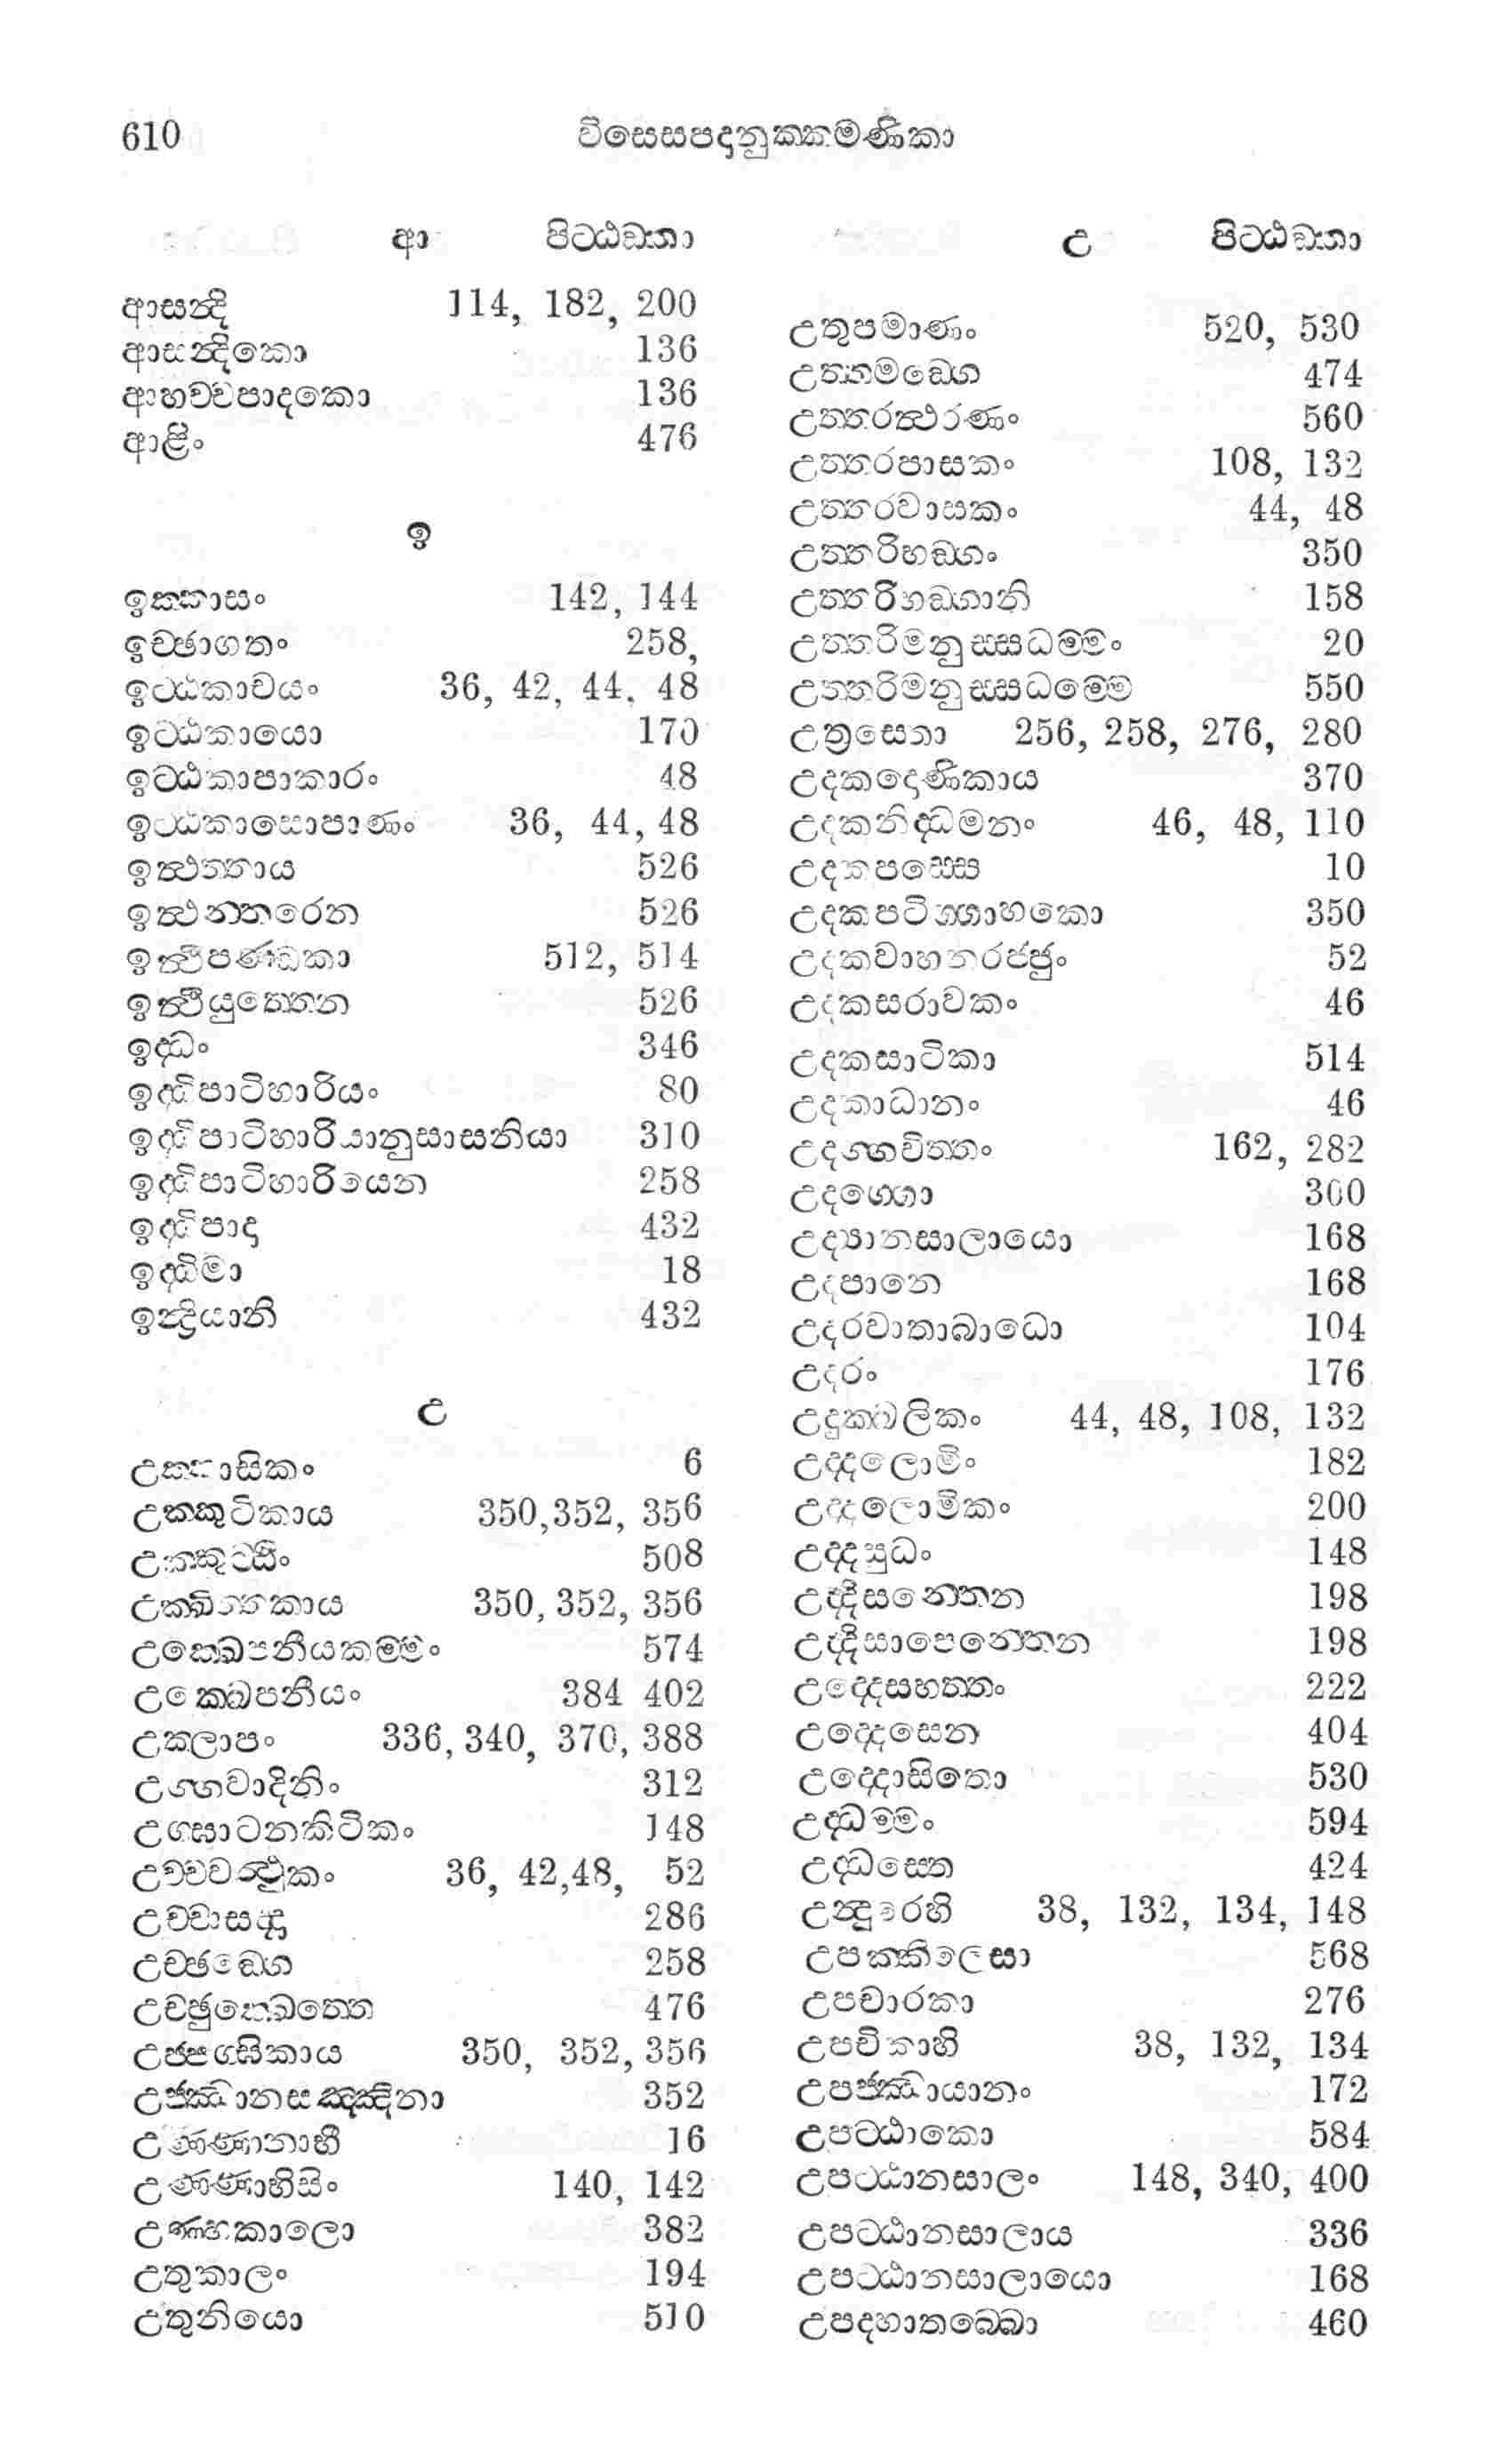 610
විසෙසපදානුක්කමණිකා
ආ පිට්ඨඞ්කා
ආසන්දි 114, 182, 200
ආසන්දිකො 136
ආහච්චපාදකො 136
ආළිං 476
ඉ
ඉක්කාසං 142, 144
ඉච්ඡාගතං 258,
ඉට්ඨකාචයං 36, 42, 44, 48
ඉට්ඨකායො 170
ඉට්ඨකාපාකාරං 48
ඉට්ඨකාසොපාණං 36, 44, 48
ඉත්ථත්තාය 526
ඉත්ථන්තරෙන 526
ඉත්ථිපණ්ඩකා 512, 514
ඉත්ථියුත්තෙන 526
ඉද්ධං 346
ඉද්ධිපාටිහාරියං 80
ඉද්ධිපාටිහාරියානුසාසනියා 310
ඉද්ධිපාටිහාරියෙන 258
ඉද්ධිපාදා 432
ඉද්ධිමා 18
ඉන්ද්‍රියානි 432
උ
උක්කාසිකං 6
උක්කුටිකාය 350,352, 356
උක්කුට්ඨිං 508
උක්ඛිත්තකාය 350, 352, 356
උක්ඛෙපනීයකම්මං 574
උක්ඛෙපනීයං 384 402
උක්ලාපං 336, 340, 370, 388
උග්ගවාදිනිං 312
උග්ඝාටනකිටිකං 148
උච්චවත්ථුකං 36, 42,48, 52
උච්චාසද්දා 286
උච්ඡඞ්ගෙ 258
උච්ඡුක්ඛෙත්තෙ 476
උජ්ජග්ඝිකාය 350, 352, 356
උජ්ඣානසඤ්ඤිනා 352
උණ්ණානාභී 16
උණ්ණාභිසිං 140, 142
උණ්හකාලො 382
උතුකාලං 194
උතුනියො 510
උ පිට්ඨඞ්කා
උතුපමාණං 520, 530
උත්තමඞ්ගෙ 474
උත්තරත්ථරණං 560
උත්තරපාසකං 108, 132
උත්තරවාසකං 44, 48
උත්තරිභඞ්ගං 350
උත්තරිභඞ්ගානි 158
උත්තරිමනුස්සධම්මං 20
උත්තරිමනුස්සධම්මෙ 550
උත්‍රසෙනා 256, 258, 276, 280
උදකදොණිකාය 370
උදකනිද්ධමනං 46, 48, 110
උදකපස්සෙ 10
උදකපටිග්ගාහකො 350
උදකවාහනරජ්ජුං 52
උදකසරාවකං 46
උදකසාටිකා 514
උදකාධානං 46
උදග්ගචිත්තං 162, 282
උදග්ගො 300
උද්‍යානසාලායො 168
උදපානෙ 168
උදරවාතාබාධො 104
උදරං 176
උදුක්ඛලිකං 44, 48, 108, 132
උද්දලොමිං 182
උද්දලොමිකං 200
උද්දසුධං 148
උද්දිසන්තෙන 198
උද්දිසාපෙන්තෙන 198
උද්දෙසභත්තං 222
උද්දෙසෙන 404
උද්දොසිතො 530
උද්ධම්මං 594
උද්ධස්තෙ 424
උන්දුරෙහි 38, 132, 134, 148
උපක්කිලෙසා 568
උපචාරකා 276
උපචිකාහි 38, 132, 134
උපජ්ඣායානං 172
උපට්ඨාකො 584
උපට්ඨානසාලං 148, 340, 400
උපට්ඨානසාලාය 336
උපට්ඨානසාලායො 168
උපදහාතබ්බො 460